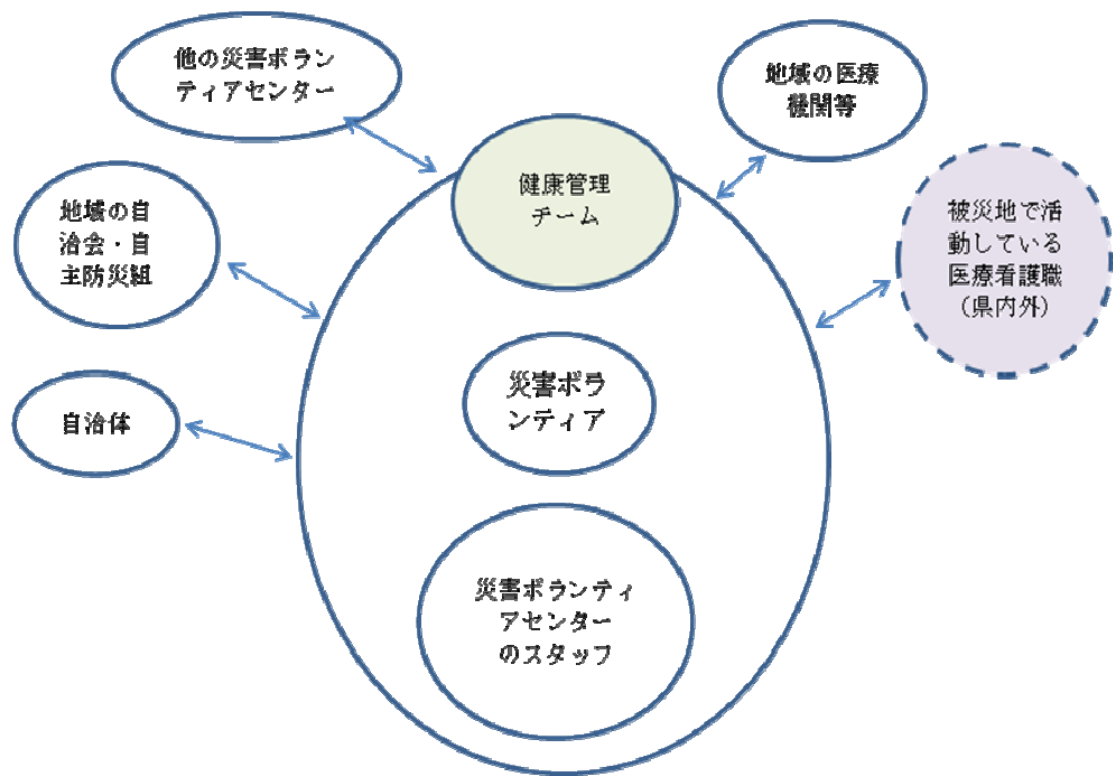 他の災害ボラン
ティアセンター
地域の医療
機関等
健康管理
チーム
地域の自
治会・自
主防災組
被災地で活
動している
医療看護職
（県内外）
災害ボラ
ンティア
自治体
災害ボランティ
アセンター
のスタッフ